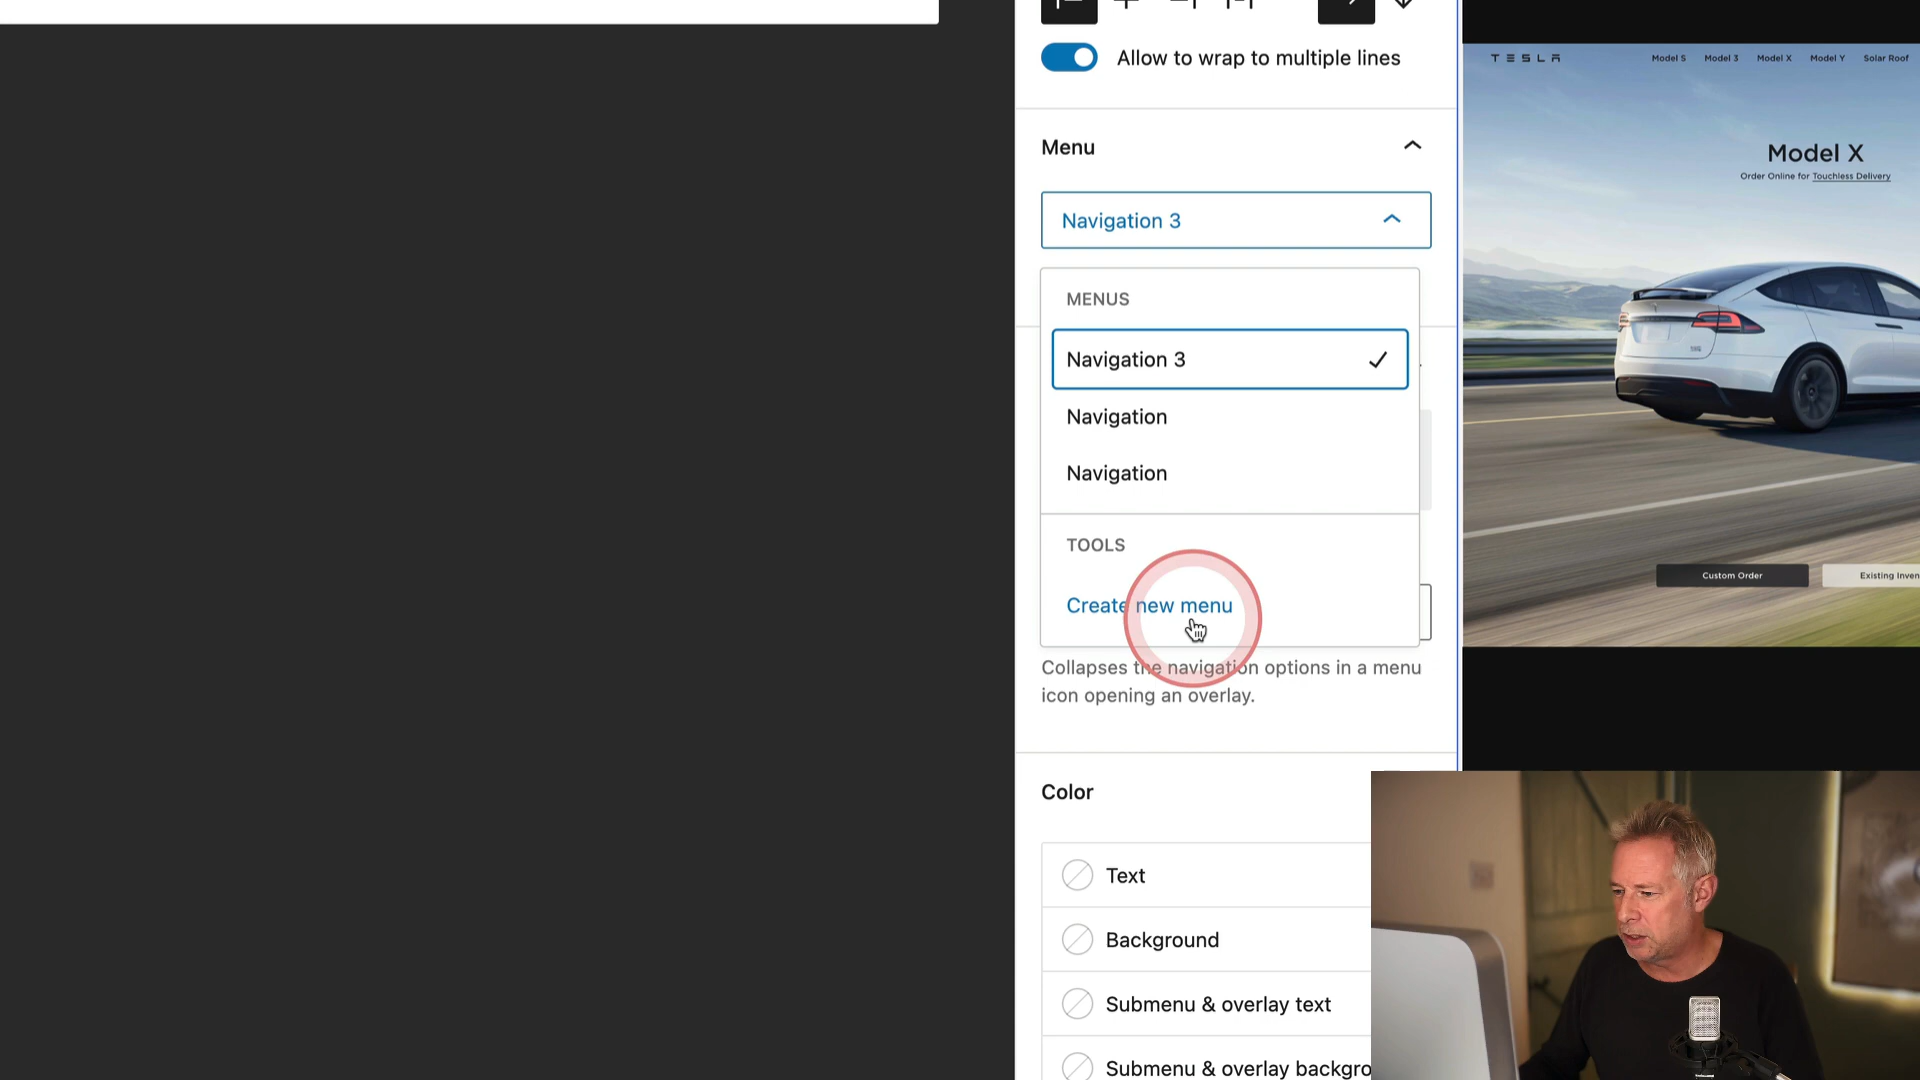 Allow to wrap to multiple lines
Menu
Navigation 3
MENUS
Navigation 3
Navigation
Navigation
TOOLS
Create new menu
Collapses the navigation options in a menu
icon opening an overlay.
Color
Text
Background
Submenu & overlay text
Submenu & overlay backgro
TESLA
Model S Model 3 Model X Model Y Solar Roof
Model X
Order Online for Touchless Delivery
Custom Order
Existing Inven